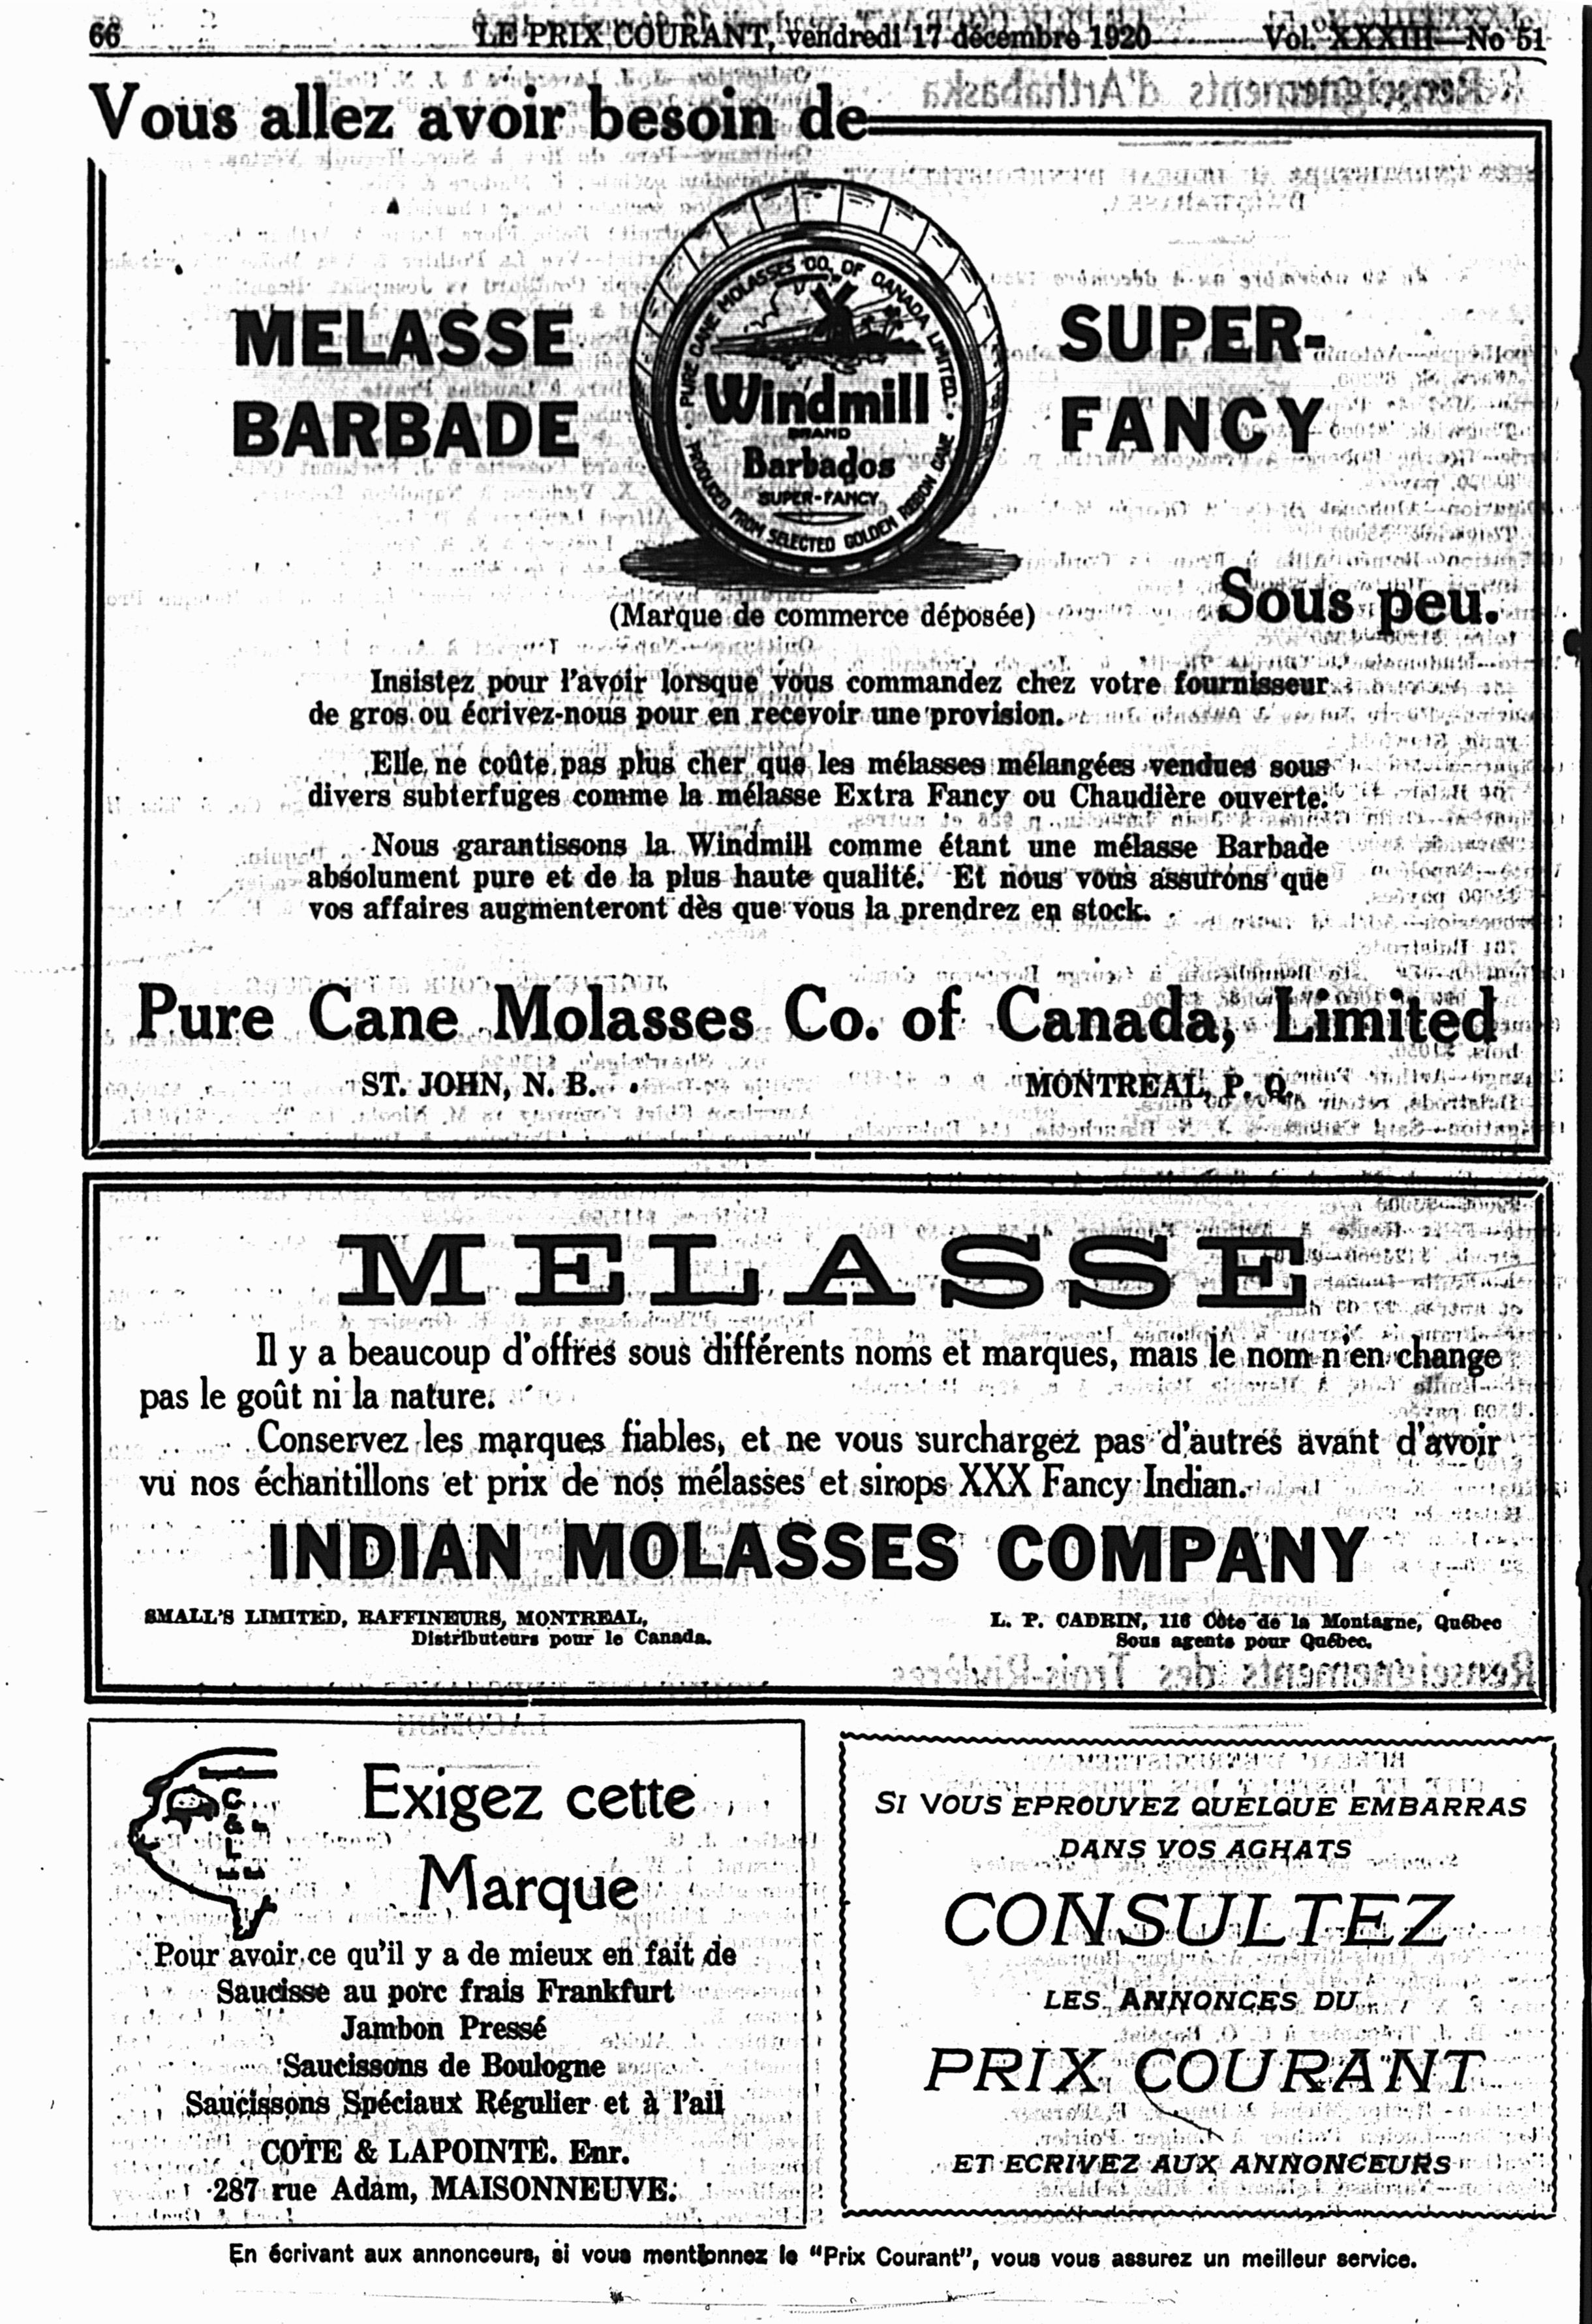 66 LE PRIX COURANT, vendredi 17 décembre 1920 Vol. XXXIII—No 51
Vous allez avoir besoin de
MELASSE
BARBADE
PURE CANE MOLASSES CO. OF CANADA LIMITED.
Windmill
BRAND
Barbados
SUPER-FANCY
PRODUCED FROM SELECTED GOLDEN RIBBON CANE
SUPER-
FANCY
(Marque de commerce déposée)
Sous peu.
Insistez pour l'avoir lorsque vous commandez chez votre fournisseur
de gros ou écrivez-nous pour en recevoir une provision.
Elle ne coûte pas plus cher que les mélasses mélangées vendues sous
divers subterfuges comme la mélasse Extra Fancy ou Chaudière ouverte.
Nous garantissons la Windmill comme étant une mélasse Barbade
absolument pure et de la plus haute qualité. Et nous vous assurons que
vos affaires augmenteront dès que vous la prendrez en stock.
Pure Cane Molasses Co. of Canada, Limited
ST. JOHN, N. B. MONTREAL, P. Q.
MELASSE
Il y a beaucoup d'offres sous différents noms et marques, mais le nom n'en change
pas le goût ni la nature.
Conservez les marques fiables, et ne vous surchargez pas d'autres avant d'avoir
vu nos échantillons et prix de nos mélasses et sirops XXX Fancy Indian.
INDIAN MOLASSES COMPANY
SMALL'S LIMITED, RAFFINEURS, MONTREAL,
Distributeurs pour le Canada.
L. P. CADRIN, 116 Côte de la Montagne, Québec
Sous agents pour Québec.
C & L
Exigez cette
Marque
Pour avoir ce qu'il y a de mieux en fait de
Saucisse au porc frais Frankfurt
Jambon Pressé
Saucissons de Boulogne
Saucissons Spéciaux Régulier et à l'ail
COTE & LAPOINTE. Enr.
287 rue Adam, MAISONNEUVE.
SI VOUS EPROUVEZ QUELQUE EMBARRAS
DANS VOS AGHATS
CONSULTEZ
LES ANNONCES DU
PRIX COURANT
ET ECRIVEZ AUX ANNONCEURS
En écrivant aux annonceurs, si vous mentionnez le "Prix Courant", vous vous assurez un meilleur service.